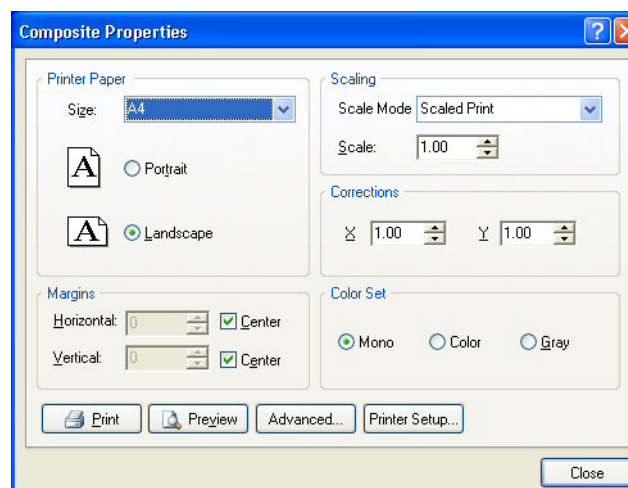 Composite Properties
Printer Paper
Size: A4
A Portrait
A Landscape
Scaling
Scale Mode Scaled Print
Scale: 1.00
Corrections
X 1.00 Y 1.00
Margins
Horizontal: 0 Center
Vertical: 0 Center
Color Set
Mono Color Gray
Print Preview Advanced... Printer Setup...
Close